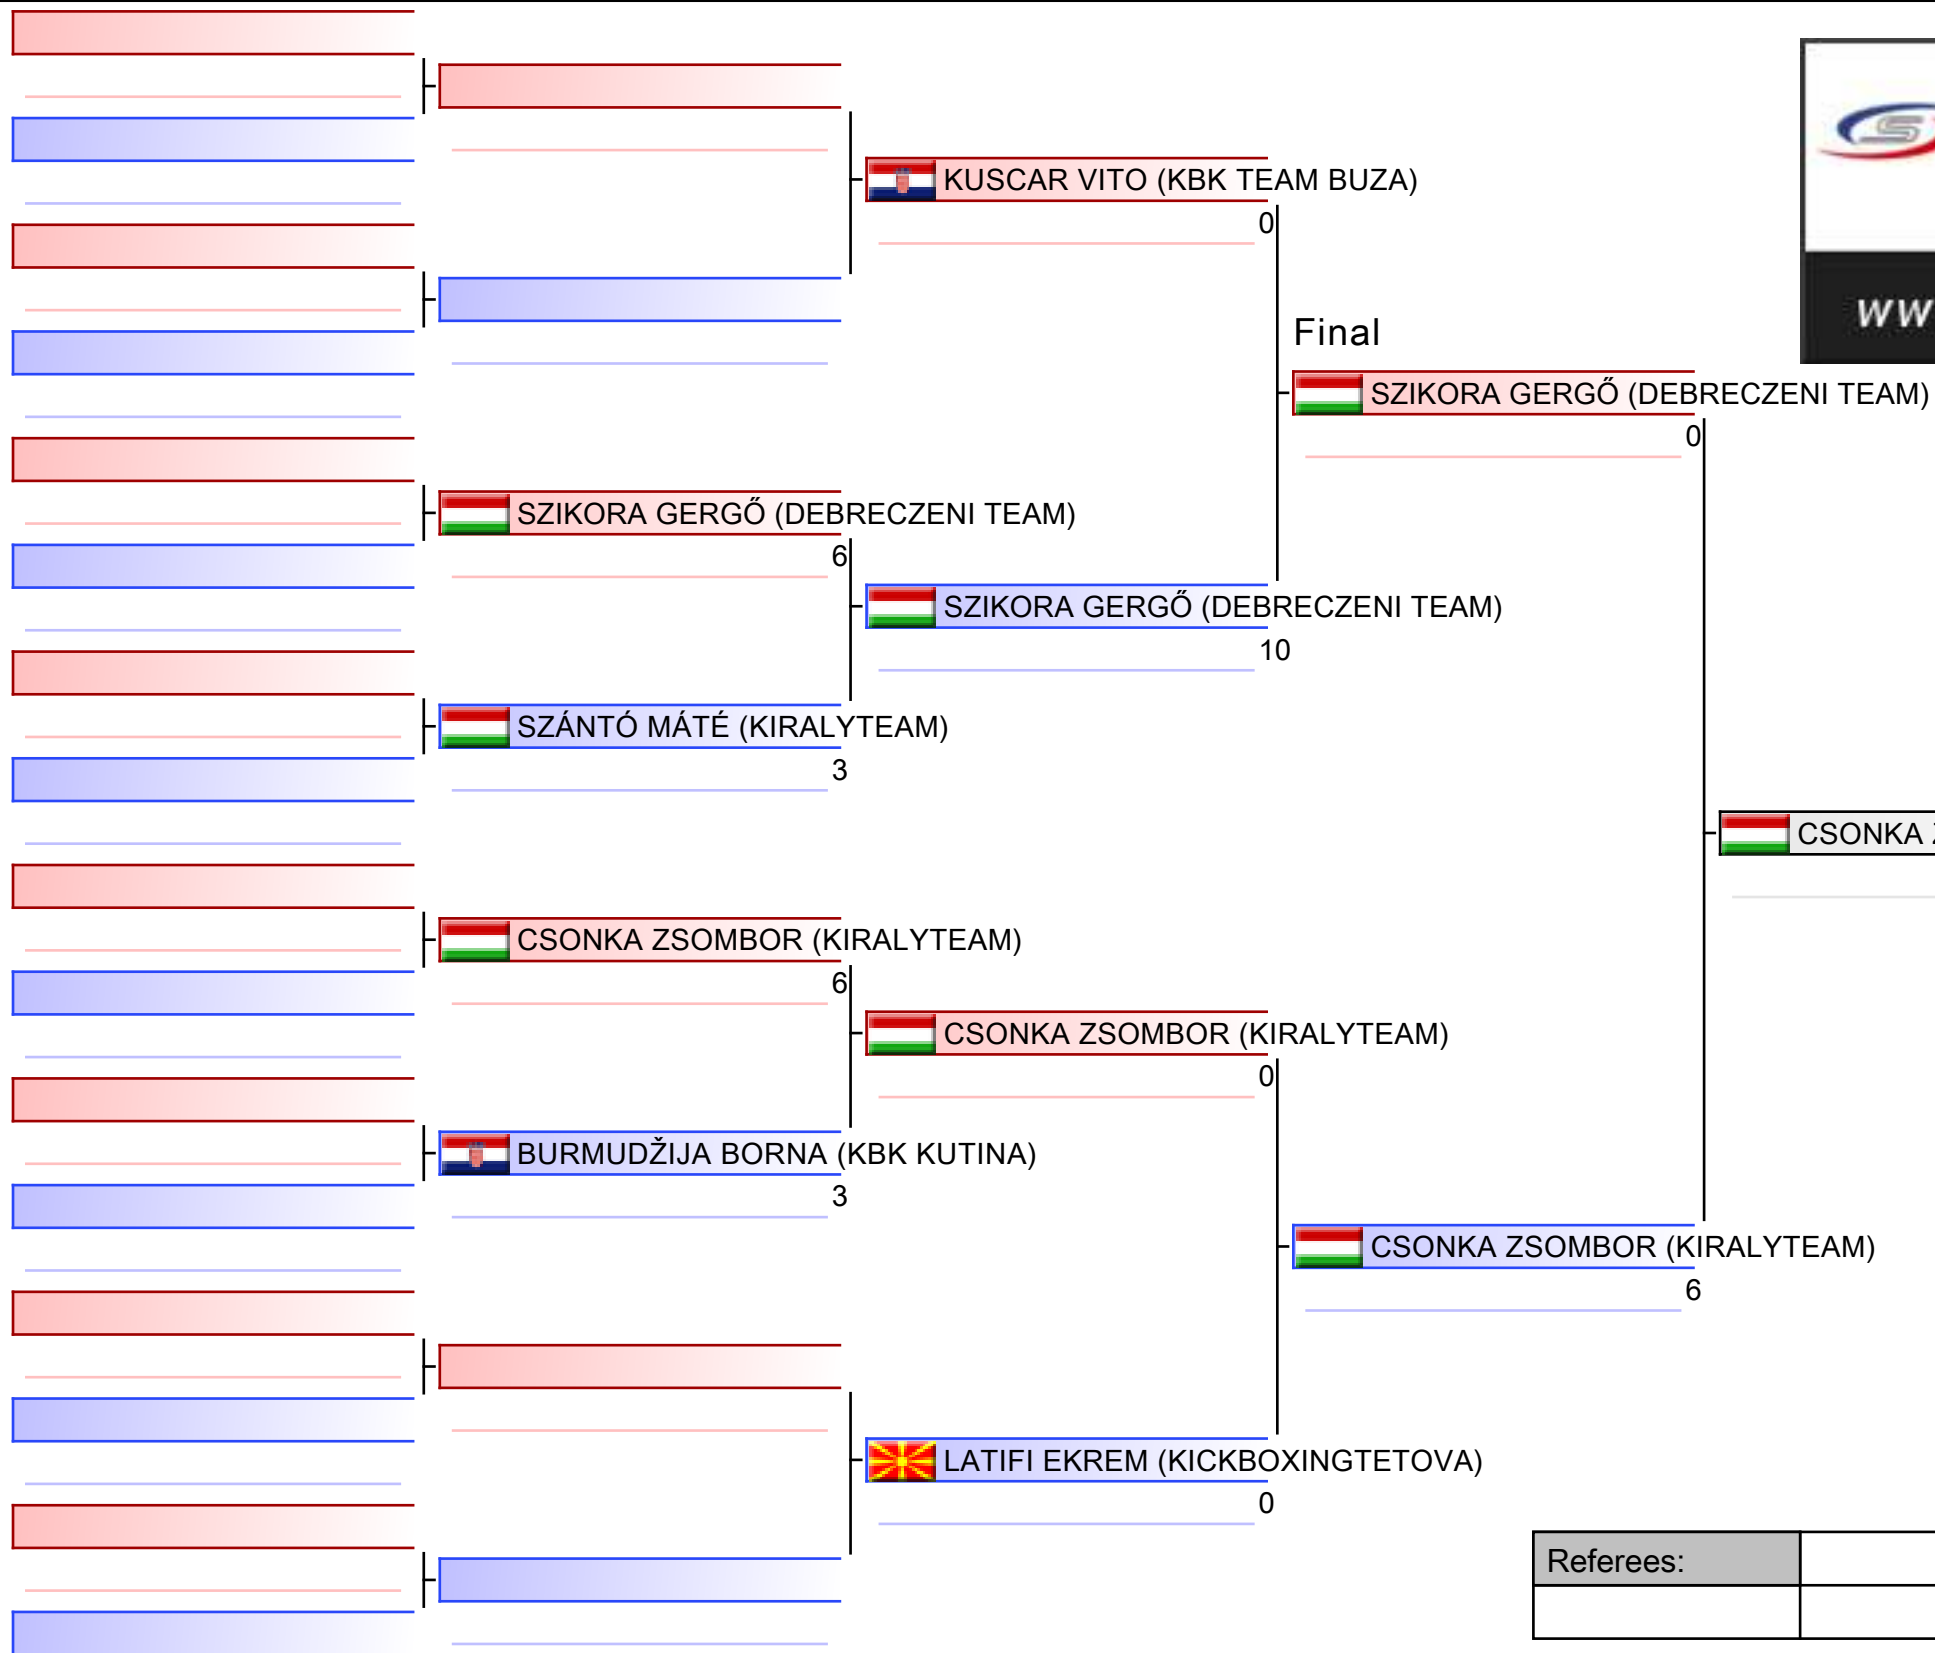 KUSCAR VITO (KBK TEAM BUZA)
0
Final
SZIKORA GERGŐ (DEBRECZENI TEAM)
0
SZIKORA GERGŐ (DEBRECZENI TEAM)
6
SZIKORA GERGŐ (DEBRECZENI TEAM)
10
SZÁNTÓ MÁTÉ (KIRALYTEAM)
3
CSONKA
CSONKA ZSOMBOR (KIRALYTEAM)
6
CSONKA ZSOMBOR (KIRALYTEAM)
0
BURMUDŽIJA BORNA (KBK KUTINA)
3
CSONKA ZSOMBOR (KIRALYTEAM)
6
LATIFI EKREM (KICKBOXINGTETOVA)
0
Referees: